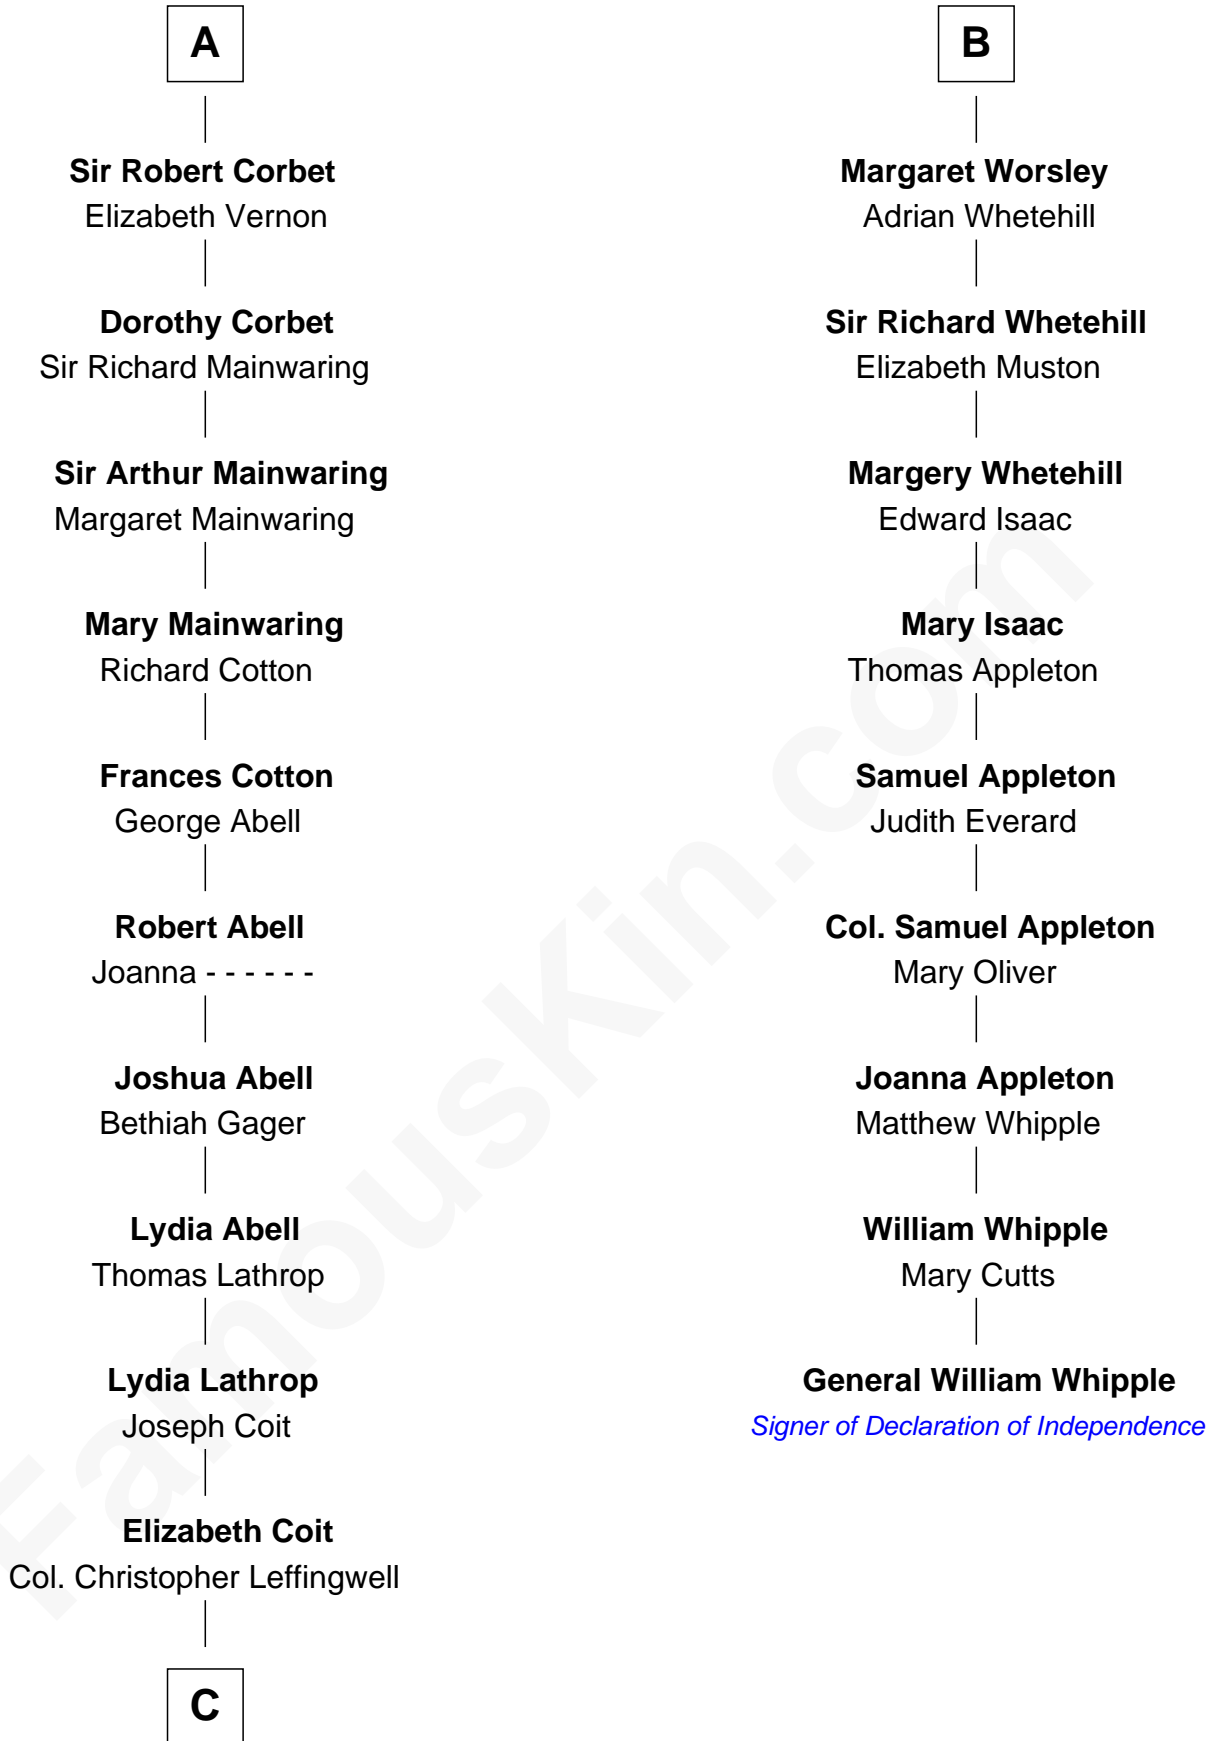 A
Sir Robert Corbet
Elizabeth Vernon
Dorothy Corbet
Sir Richard Mainwaring
Sir Arthur Mainwaring
Margaret Mainwaring
Mary Mainwaring
Richard Cotton
Frances Cotton
George Abell
Robert Abell
Joanna - - - - - -
Joshua Abell
Bethiah Gager
Lydia Abell
Thomas Lathrop
Lydia Lathrop
Joseph Coit
Elizabeth Coit
Col. Christopher Leffingwell
C
B
Margaret Worsley
Adrian Whetehill
Sir Richard Whetehill
Elizabeth Muston
Margery Whetehill
Edward Isaac
Mary Isaac
Thomas Appleton
Samuel Appleton
Judith Everard
Col. Samuel Appleton
Mary Oliver
Joanna Appleton
Matthew Whipple
William Whipple
Mary Cutts
General William Whipple
Signer of Declaration of Independence
FamousKin.com